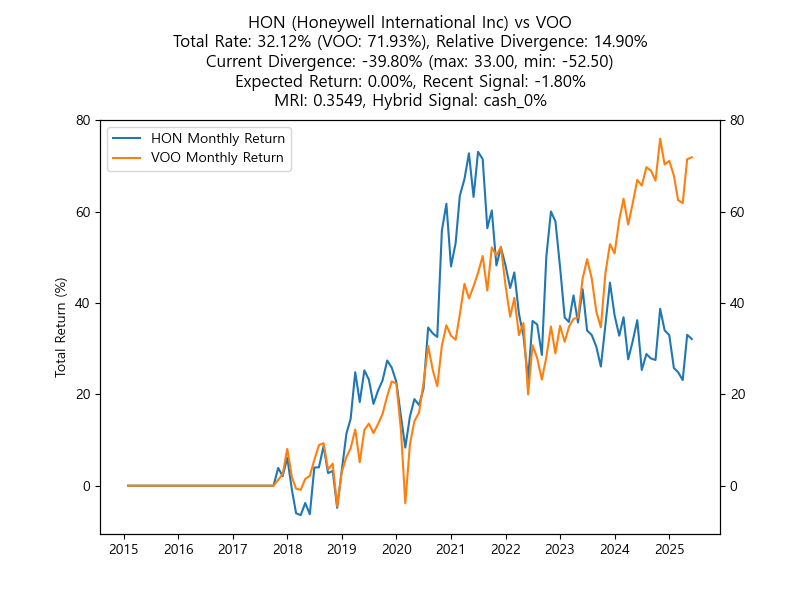 HON (Honeywell International Inc) vs VOO
Total Rate: 32.12% (VOO: 71.93%), Relative Divergence: 14.90%
Current Divergence: -39.80% (max: 33.00, min: -52.50)
Expected Return: 0.00%, Recent Signal: -1.80%
MRI: 0.3549, Hybrid Signal: cash_0%
HON Monthly Return
VOO Monthly Return
Total Return (%)
80
60
40
20
0
80
60
40
20
0
2015 2016 2017 2018 2019 2020 2021 2022 2023 2024 2025